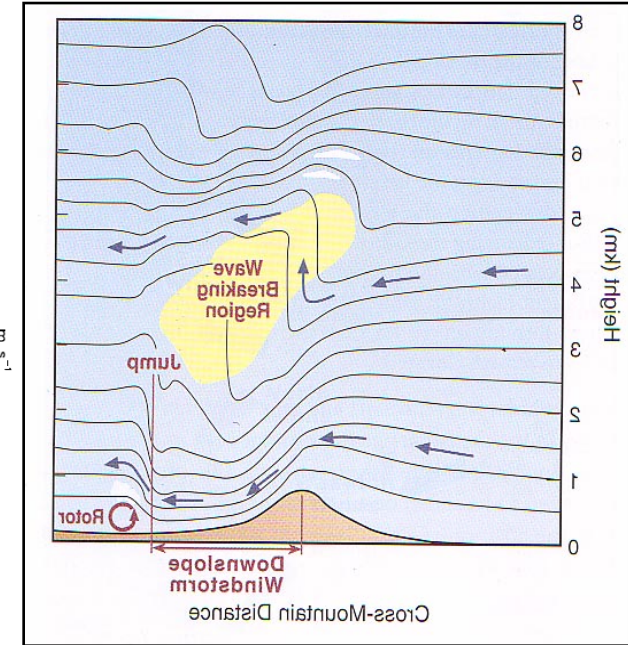 8
7
6
5
4
3
2
1
0
Height (km)
m s⁻¹
Wave
Breaking
Region
Jump
Rotor
Downslope
Windstorm
Cross-Mountain Distance